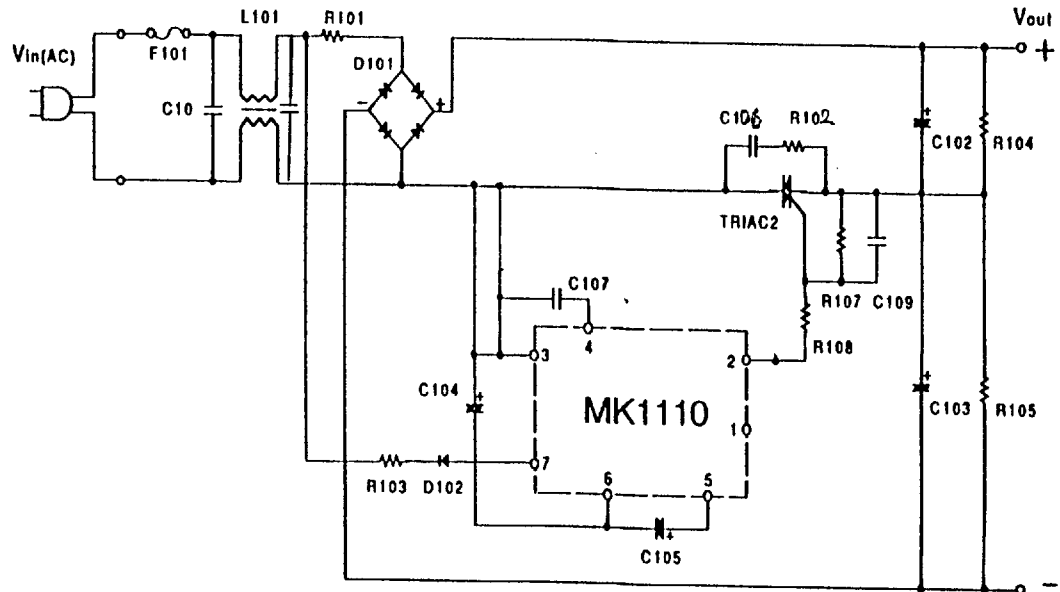 L101
R101
Vout
Vin(AC)
F101
D101
+
-
+
C10
C106
R102
+
C102
R104
TRIAC2
C107
R107
C109
4
R108
3
2
C104
+
MK1110
+
C103
R105
1
7
R103
D102
6
5
+
C105
-